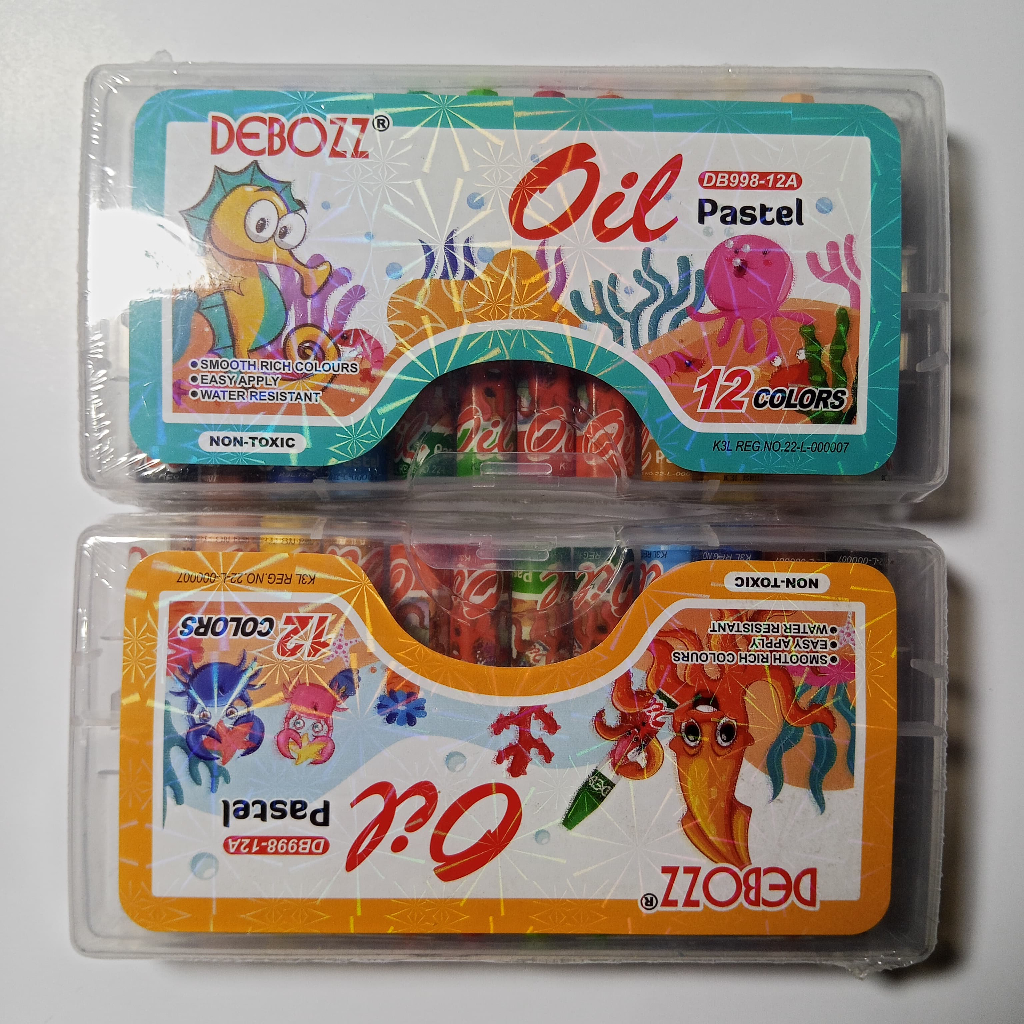 DEBOZZ®
Oil
DB998-12A
Pastel
● SMOOTH RICH COLOURS
● EASY APPLY
● WATER RESISTANT
12 COLORS
NON-TOXIC
K3L REG.NO.22-L-000007
NON-TOXIC
K3L REG.NO.22-L-000007
12 COLORS
● SMOOTH RICH COLOURS
● EASY APPLY
● WATER RESISTANT
Oil
Pastel
DB998-12A
DEBOZZ®